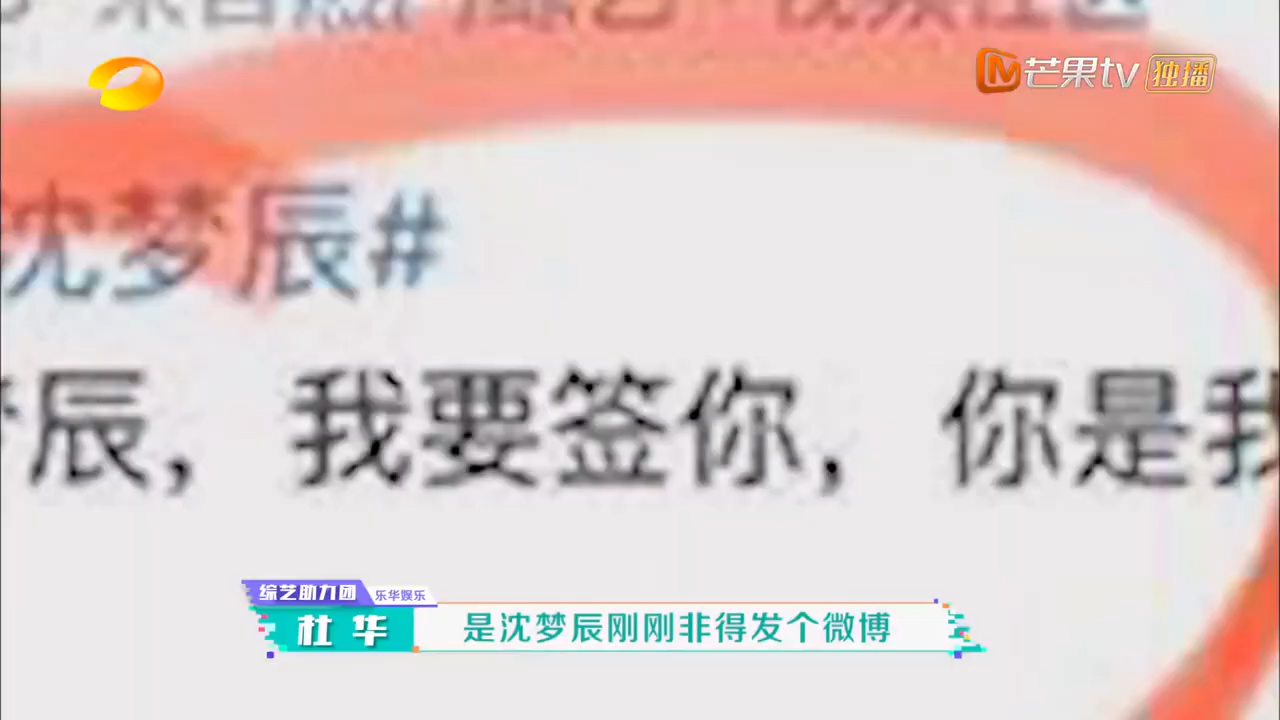 芒果tv 独播
沈梦辰#
辰，我要签你，你是我
综艺助力团 乐华娱乐
杜华 是沈梦辰刚刚非得发个微博